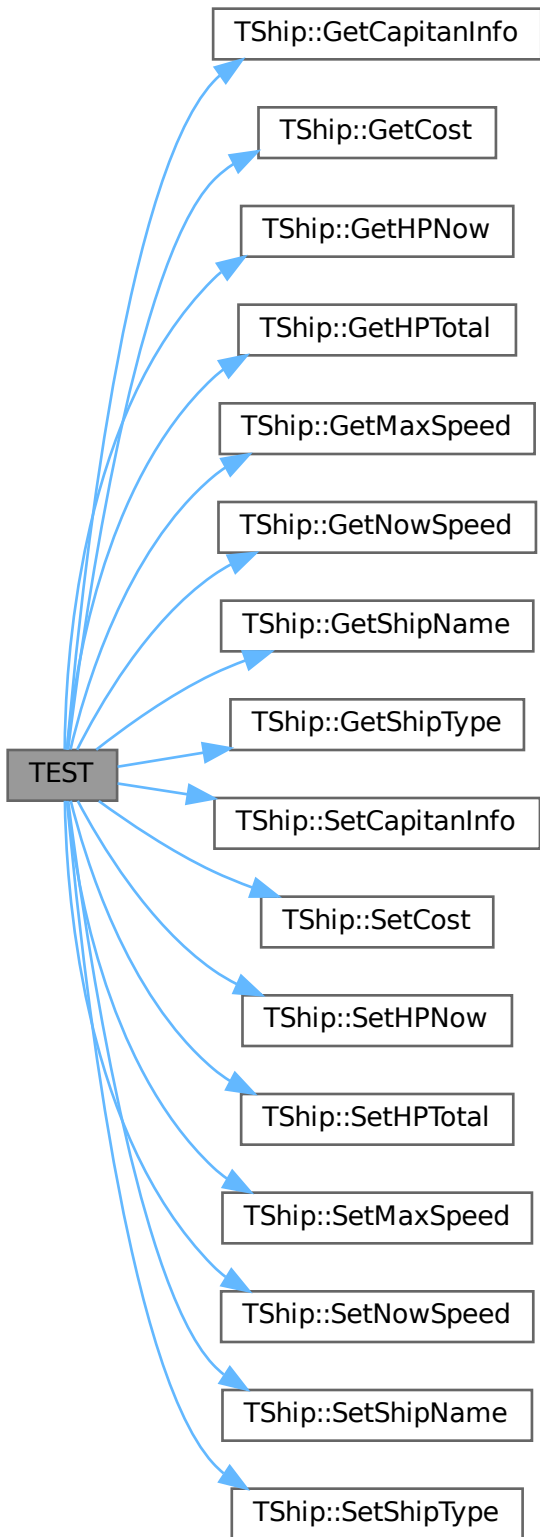 TShip::GetCapitanInfo
TShip::GetCost
TShip::GetHPNow
TShip::GetHPTotal
TShip::GetMaxSpeed
TShip::GetNowSpeed
TShip::GetShipName
TShip::GetShipType
TEST
TShip::SetCapitanInfo
TShip::SetCost
TShip::SetHPNow
TShip::SetHPTotal
TShip::SetMaxSpeed
TShip::SetNowSpeed
TShip::SetShipName
TShip::SetShipType